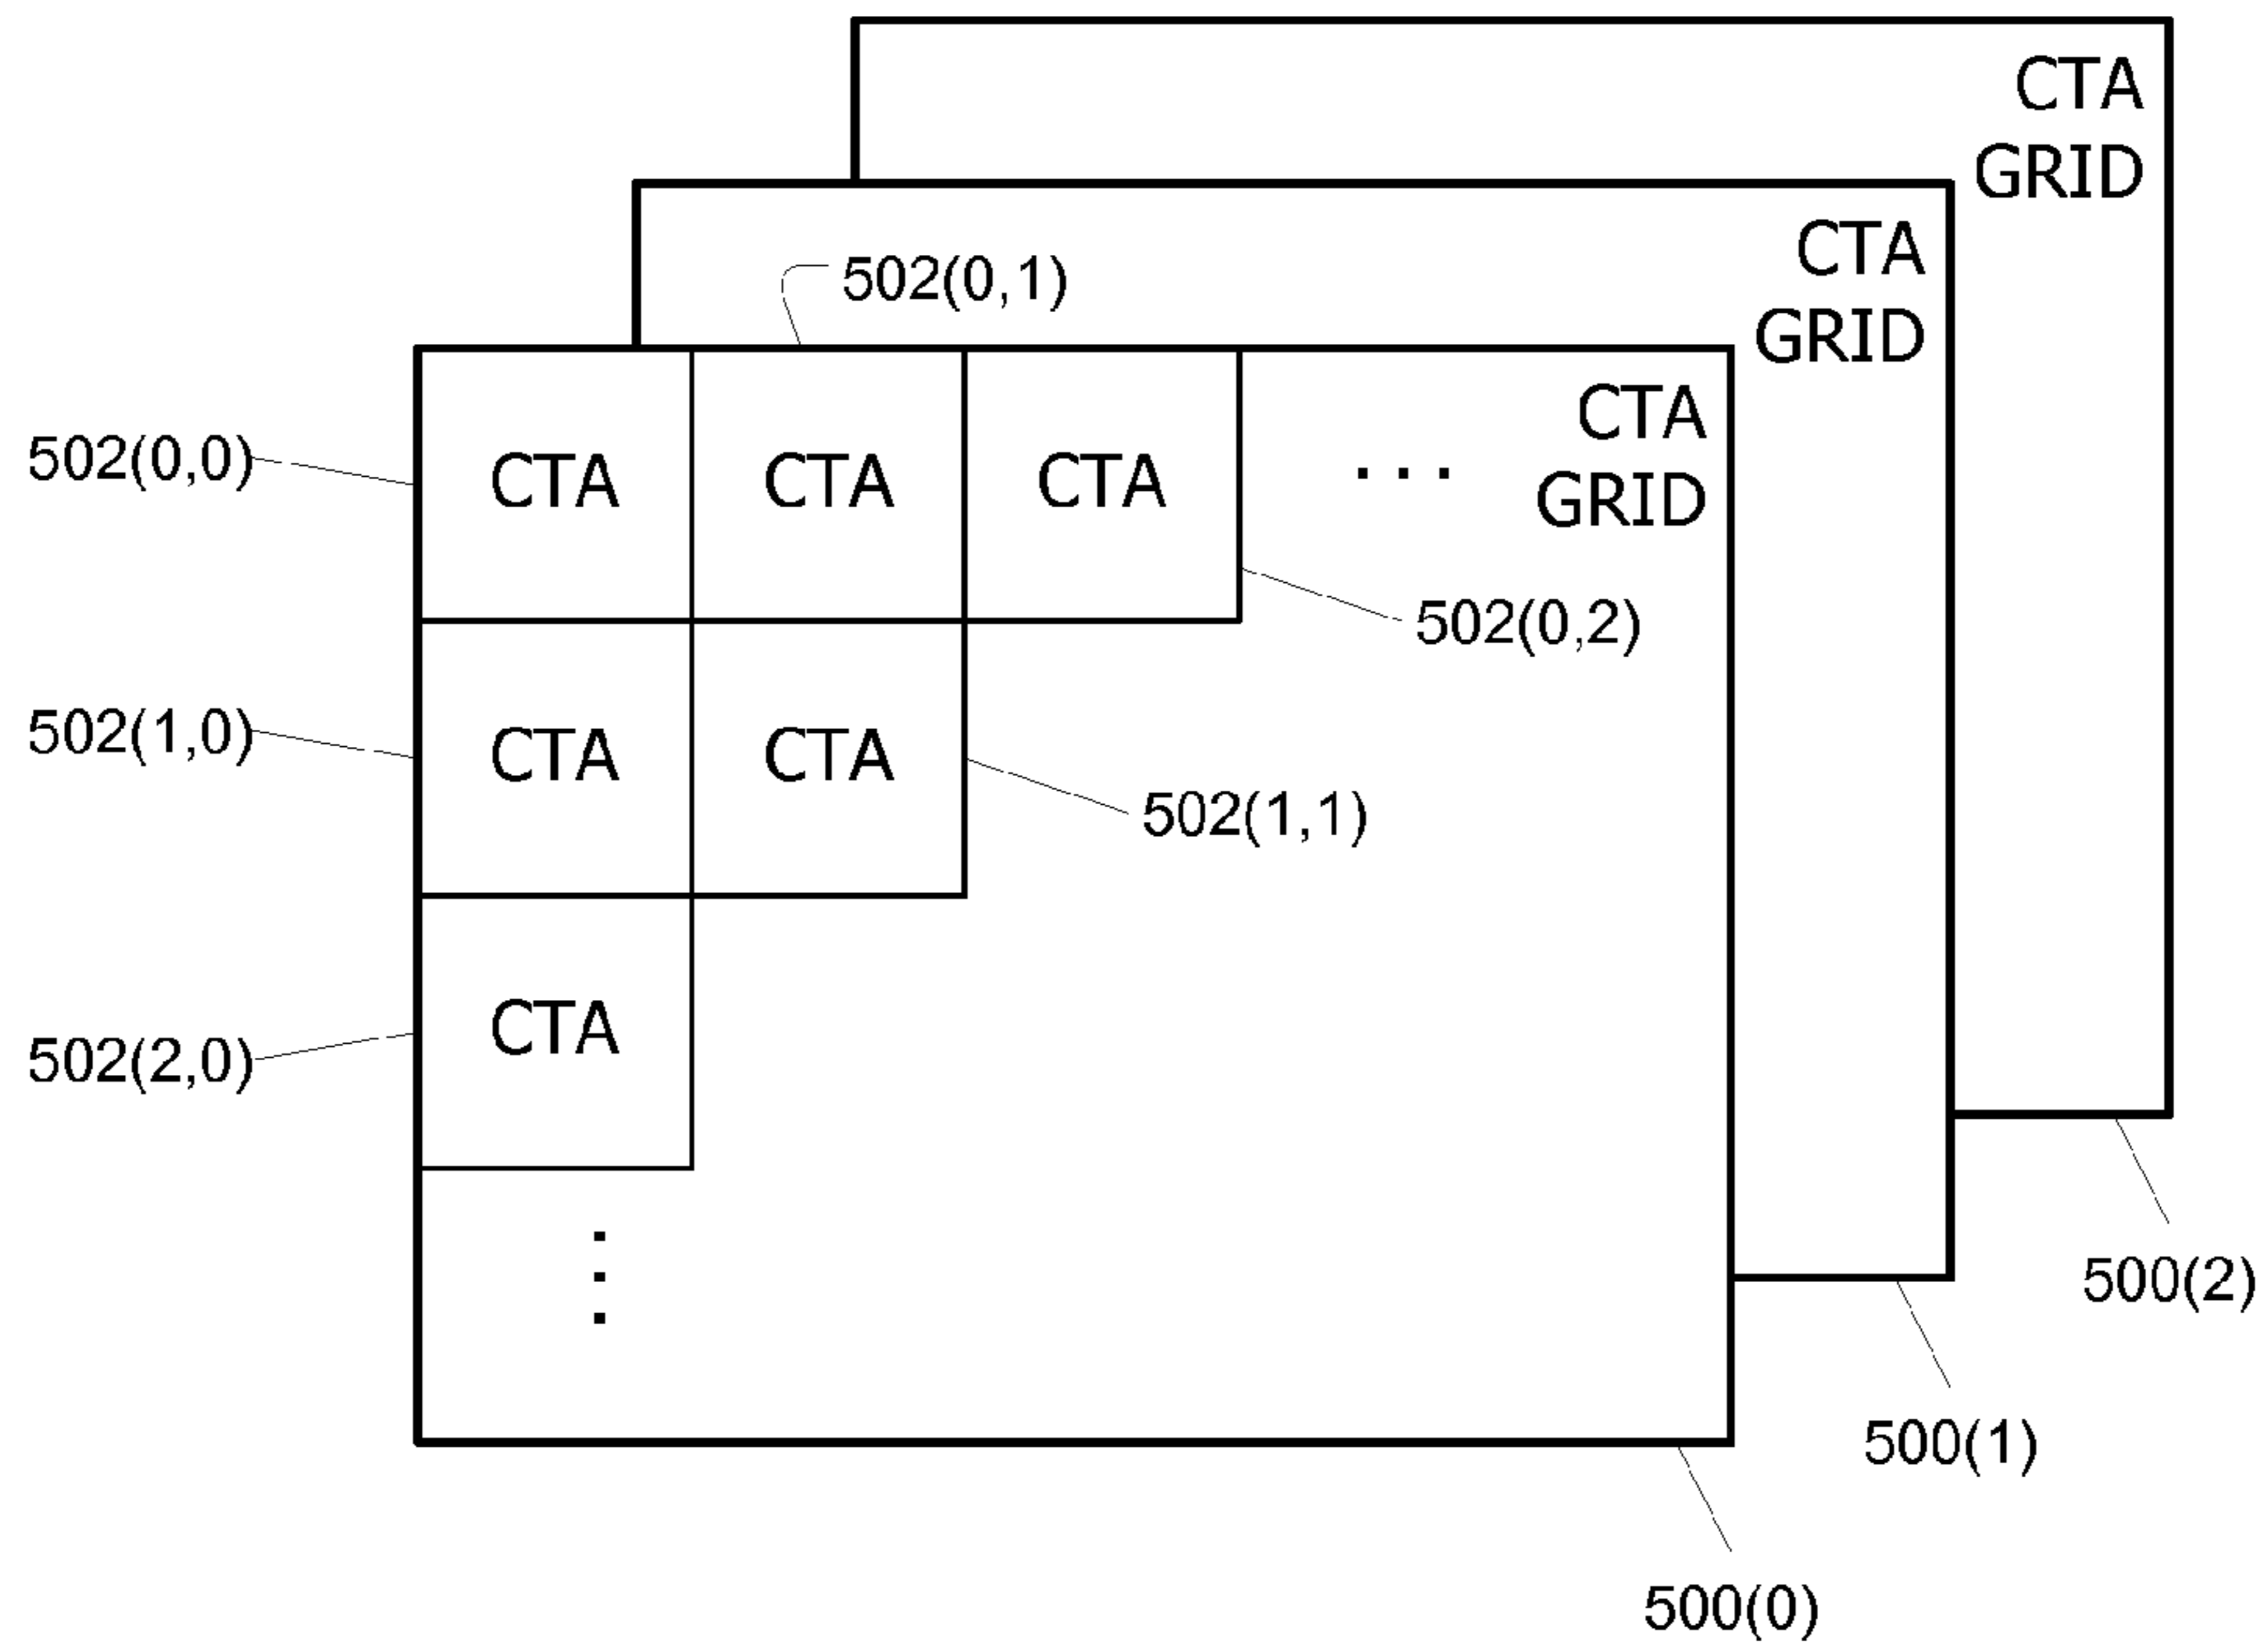 CTA
GRID
CTA
GRID
502(0,1)
CTA
GRID
502(0,0)
CTA
CTA
CTA
...
502(0,2)
502(1,0)
CTA
CTA
502(1,1)
502(2,0)
CTA
...
500(2)
500(1)
500(0)